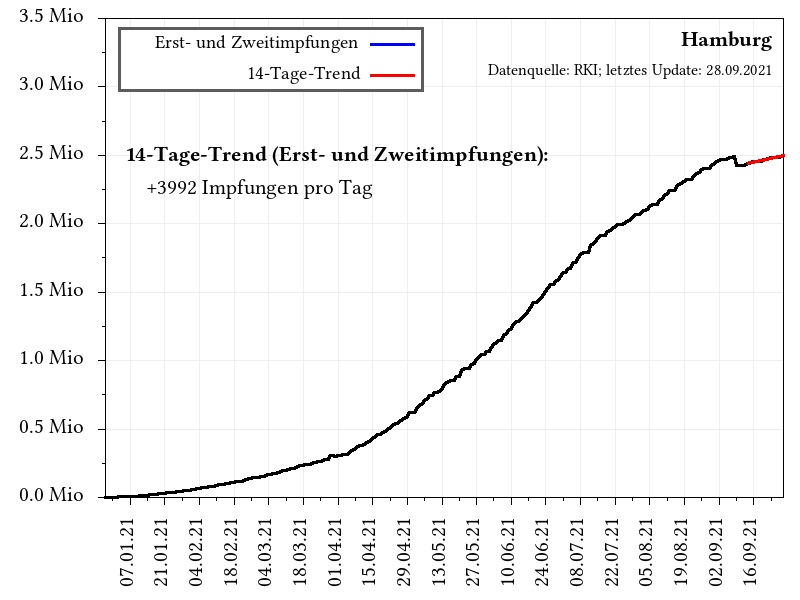 3.5 Mio
3.0 Mio
2.5 Mio
2.0 Mio
1.5 Mio
1.0 Mio
0.5 Mio
0.0 Mio
Erst- und Zweitimpfungen
14-Tage-Trend
Hamburg
Datenquelle: RKI; letztes Update: 28.09.2021
14-Tage-Trend (Erst- und Zweitimpfungen):
+3992 Impfungen pro Tag
07.01.21
21.01.21
04.02.21
18.02.21
04.03.21
18.03.21
01.04.21
15.04.21
29.04.21
13.05.21
27.05.21
10.06.21
24.06.21
08.07.21
22.07.21
05.08.21
19.08.21
02.09.21
16.09.21